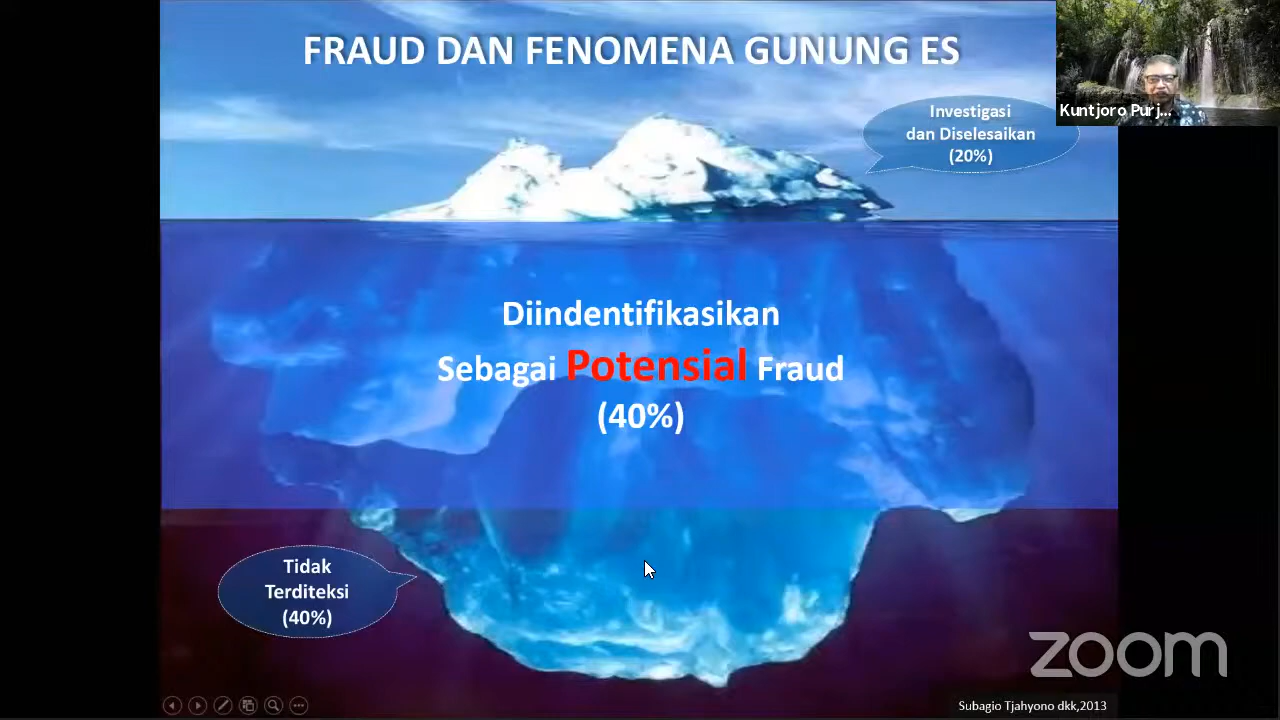 FRAUD DAN FENOMENA GUNUNG ES
Kuntjoro Purj...
Investigasi
dan Diselesaikan
(20%)
Diindentifikasikan
Sebagai Potensial Fraud
(40%)
Tidak
Terditeksi
(40%)
zoom
Subagio Tjahyono dkk,2013